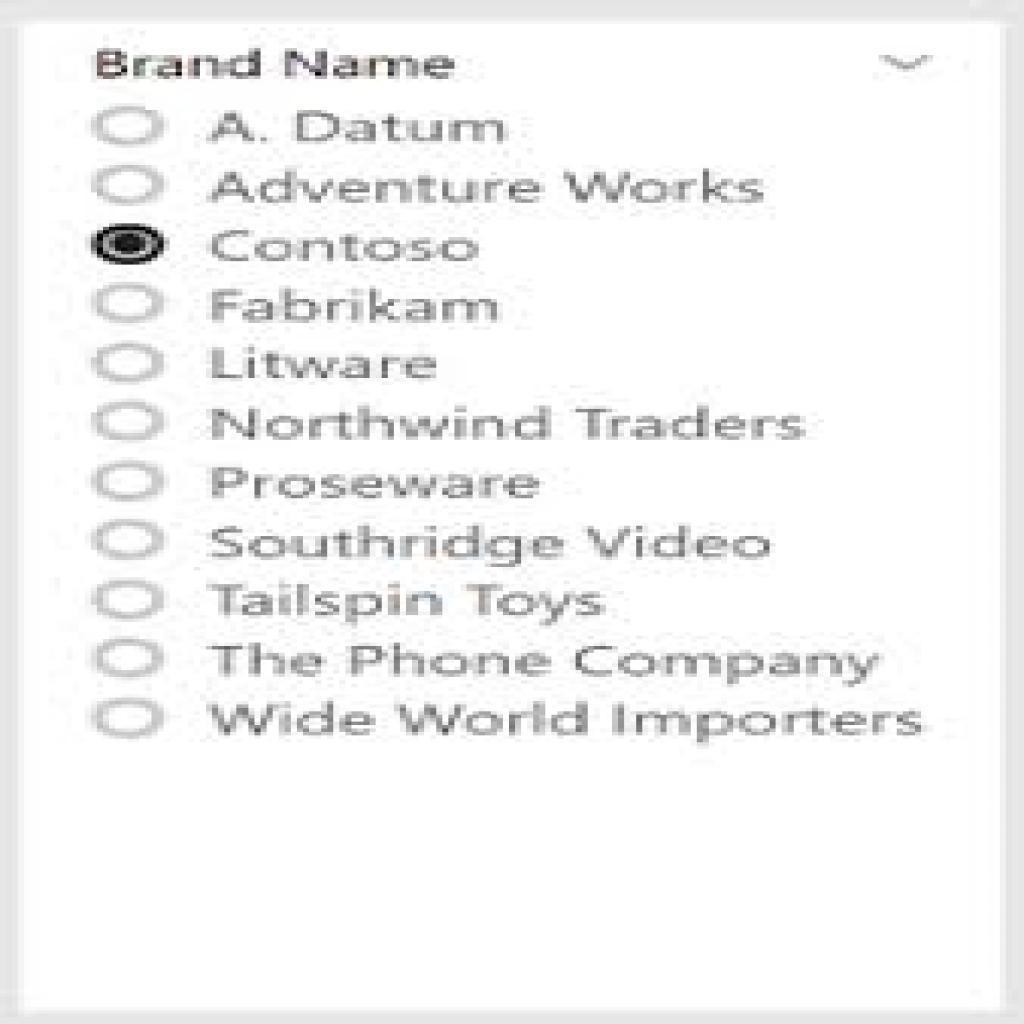 Brand Name
A. Datum
Adventure Works
Contoso
Fabrikam
Litware
Northwind Traders
Proseware
Southridge Video
Tailspin Toys
The Phone Company
Wide World Importers